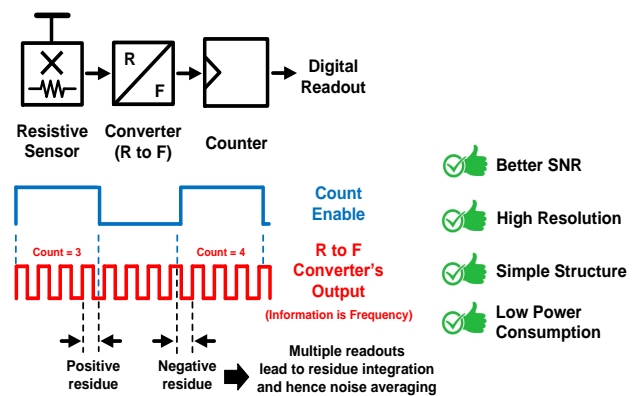 R
F
Digital
Readout
Resistive
Sensor
Converter
(R to F)
Counter
Count
Enable
Count = 3
Count = 4
R to F
Converter's
Output
(Information is Frequency)
Positive
residue
Negative
residue
Multiple readouts
lead to residue integration
and hence noise averaging
Better SNR
High Resolution
Simple Structure
Low Power
Consumption